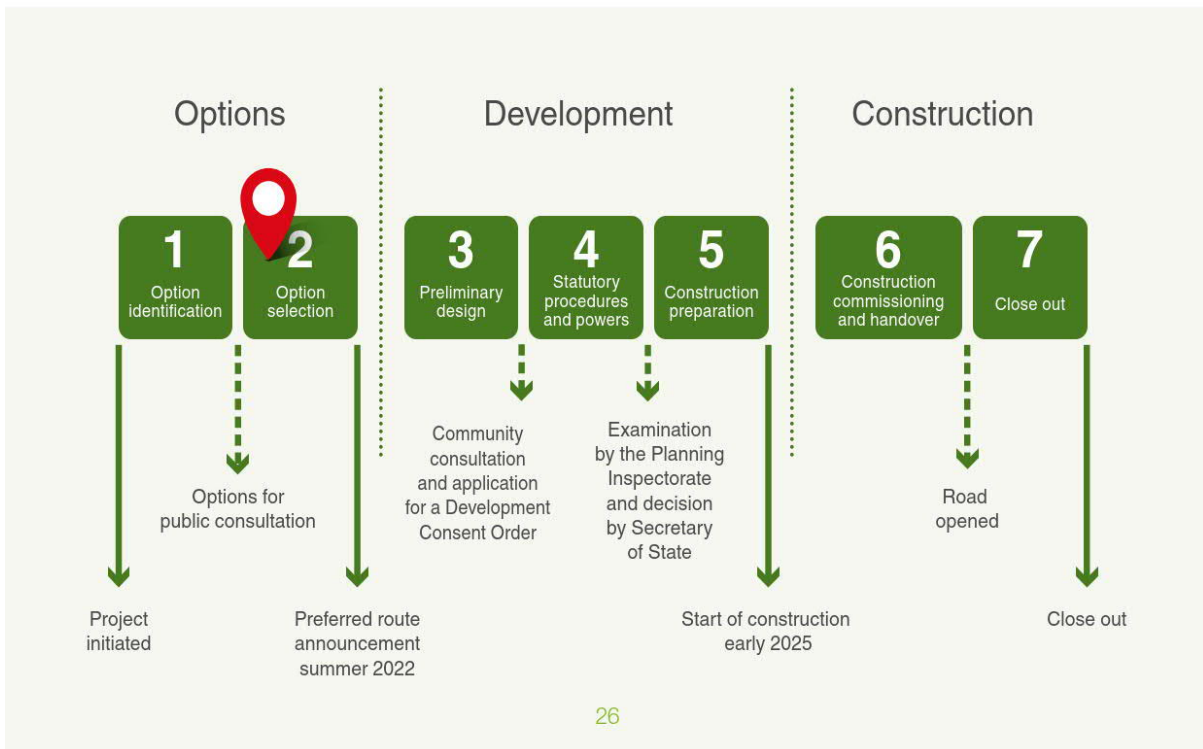 Options
Development
Construction
1
Option
identification
2
Option
selection
3
Preliminary
design
4
Statutory
procedures
and powers
5
Construction
preparation
6
Construction
commissioning
and handover
7
Close out
Project
initiated
Options for
public consultation
Preferred route
announcement
summer 2022
Community
consultation
and application
for a Development
Consent Order
Examination
by the Planning
Inspectorate
and decision
by Secretary
of State
Start of construction
early 2025
Road
opened
Close out
26